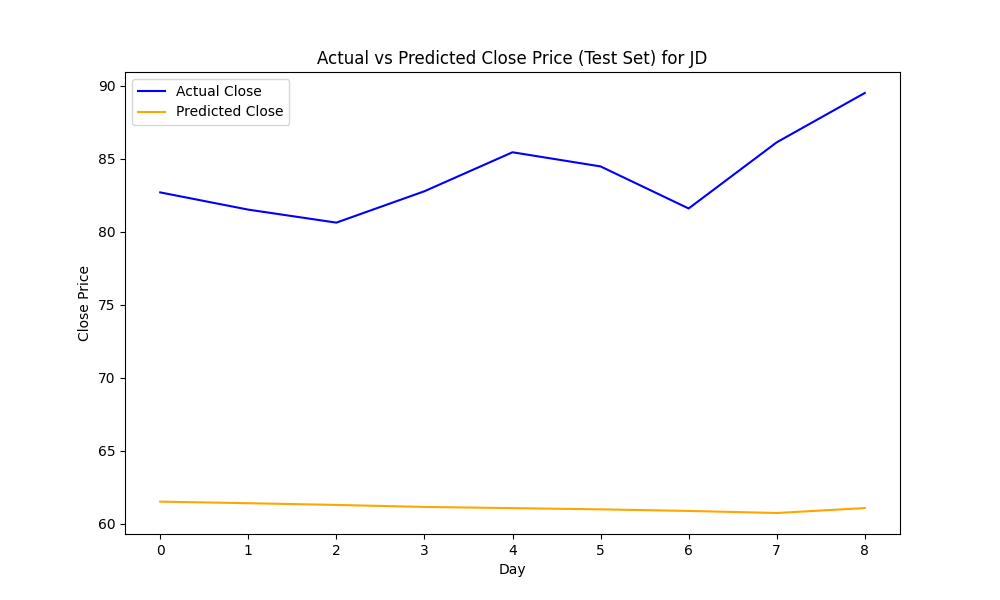 Actual vs Predicted Close Price (Test Set) for JD
Actual Close
Predicted Close
Close Price
90
85
80
75
70
65
60
0 1 2 3 4 5 6 7 8
Day